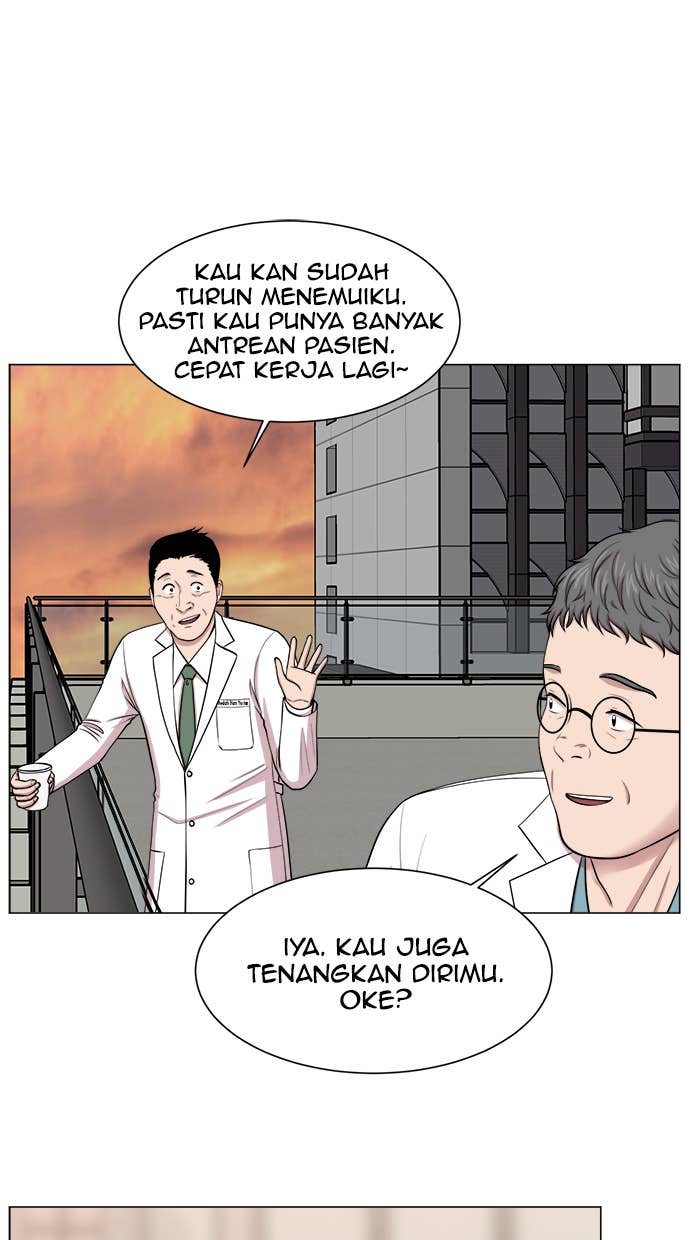 KAU KAN SUDAH
TURUN MENEMUIKU.
PASTI KAU PUNYA BANYAK
ANTREAN PASIEN.
CEPAT KERJA LAGI~
IYA. KAU JUGA
TENANGKAN DIRIMU.
OKE?